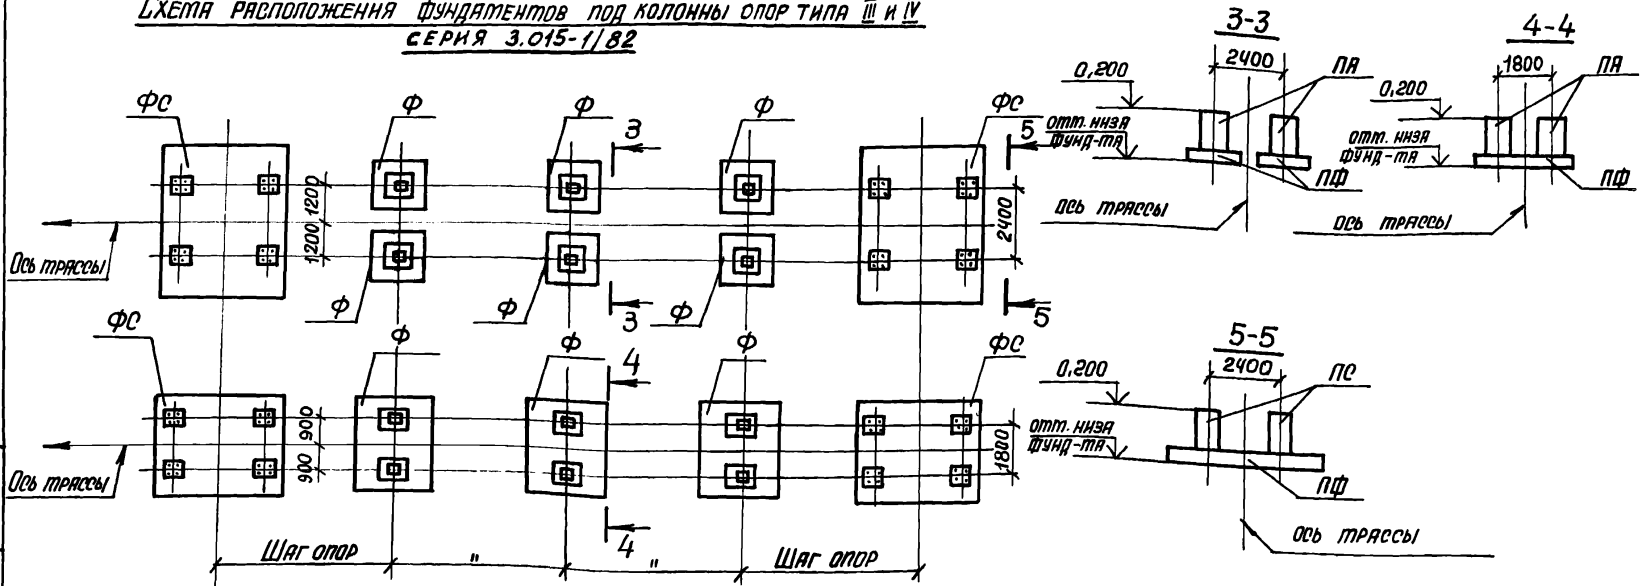 СХЕМА РАСПОЛОЖЕНИЯ ФУНДАМЕНТОВ ПОД КОЛОННЫ ОПОР ТИПА III И IV
СЕРИЯ 3.015-1/82
ФС
Ф
Ф
Ф
ФС
3
5
1200
1200
2400
Ось трассы
Ф
Ф
Ф
3
5
ФС
Ф
Ф
Ф
ФС
4
900
900
1800
Ось трассы
4
Шаг опор
"
"
Шаг опор
3-3
2400
ПА
0,200
отм. низа
фунд-та
ПФ
Ось трассы
4-4
1800
ПА
0,200
отм. низа
фунд-та
ПФ
Ось трассы
5-5
2400
ПС
0,200
отм. низа
фунд-та
ПФ
Ось трассы